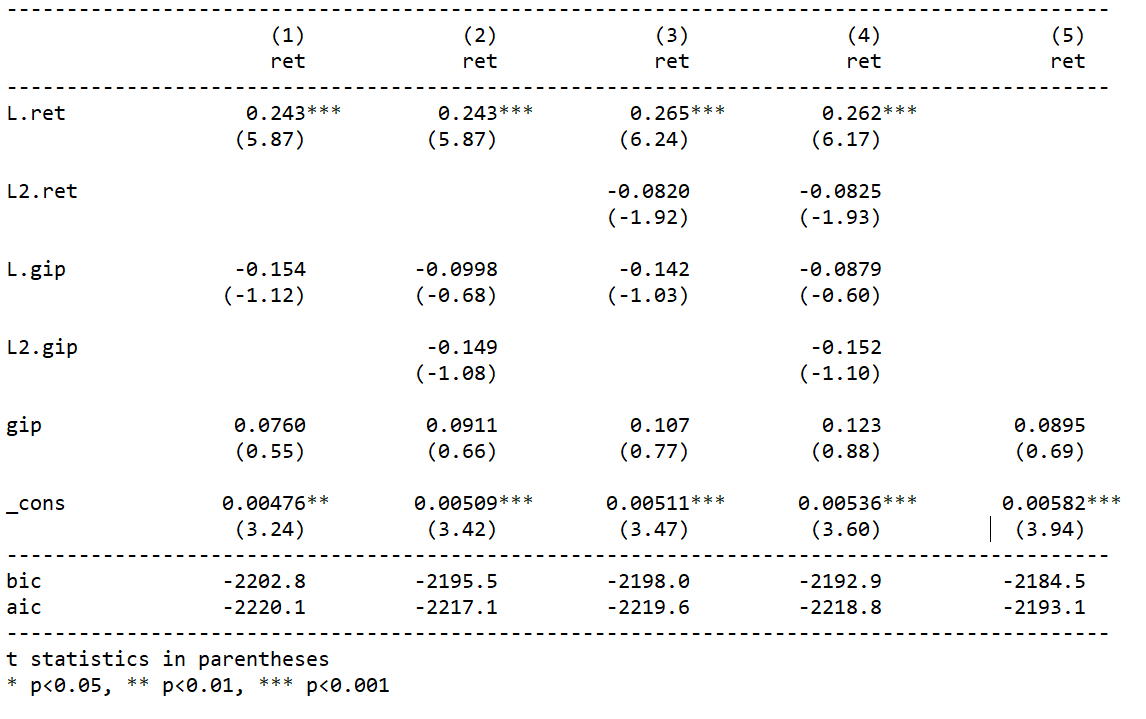 (1) (2) (3) (4) (5)
ret ret ret ret ret
L.ret 0.243*** 0.243*** 0.265*** 0.262***
(5.87) (5.87) (6.24) (6.17)
L2.ret -0.0820 -0.0825
(-1.92) (-1.93)
L.gip -0.154 -0.0998 -0.142 -0.0879
(-1.12) (-0.68) (-1.03) (-0.60)
L2.gip -0.149 -0.152
(-1.08) (-1.10)
gip 0.0760 0.0911 0.107 0.123 0.0895
(0.55) (0.66) (0.77) (0.88) (0.69)
_cons 0.00476** 0.00509*** 0.00511*** 0.00536*** 0.00582***
(3.24) (3.42) (3.47) (3.60) (3.94)
bic -2202.8 -2195.5 -2198.0 -2192.9 -2184.5
aic -2220.1 -2217.1 -2219.6 -2218.8 -2193.1
t statistics in parentheses
* p<0.05, ** p<0.01, *** p<0.001